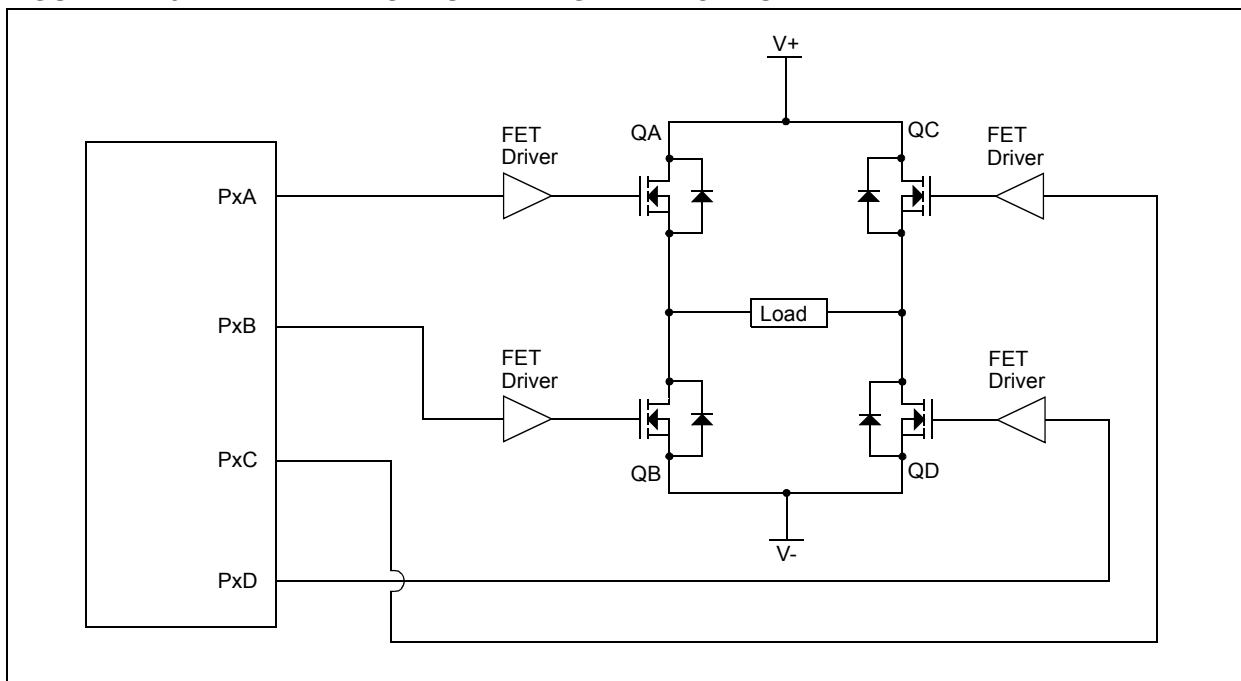 V+
QA
QC
FET
Driver
FET
Driver
PxA
PxB
Load
FET
Driver
FET
Driver
PxC
QB
QD
V-
PxD